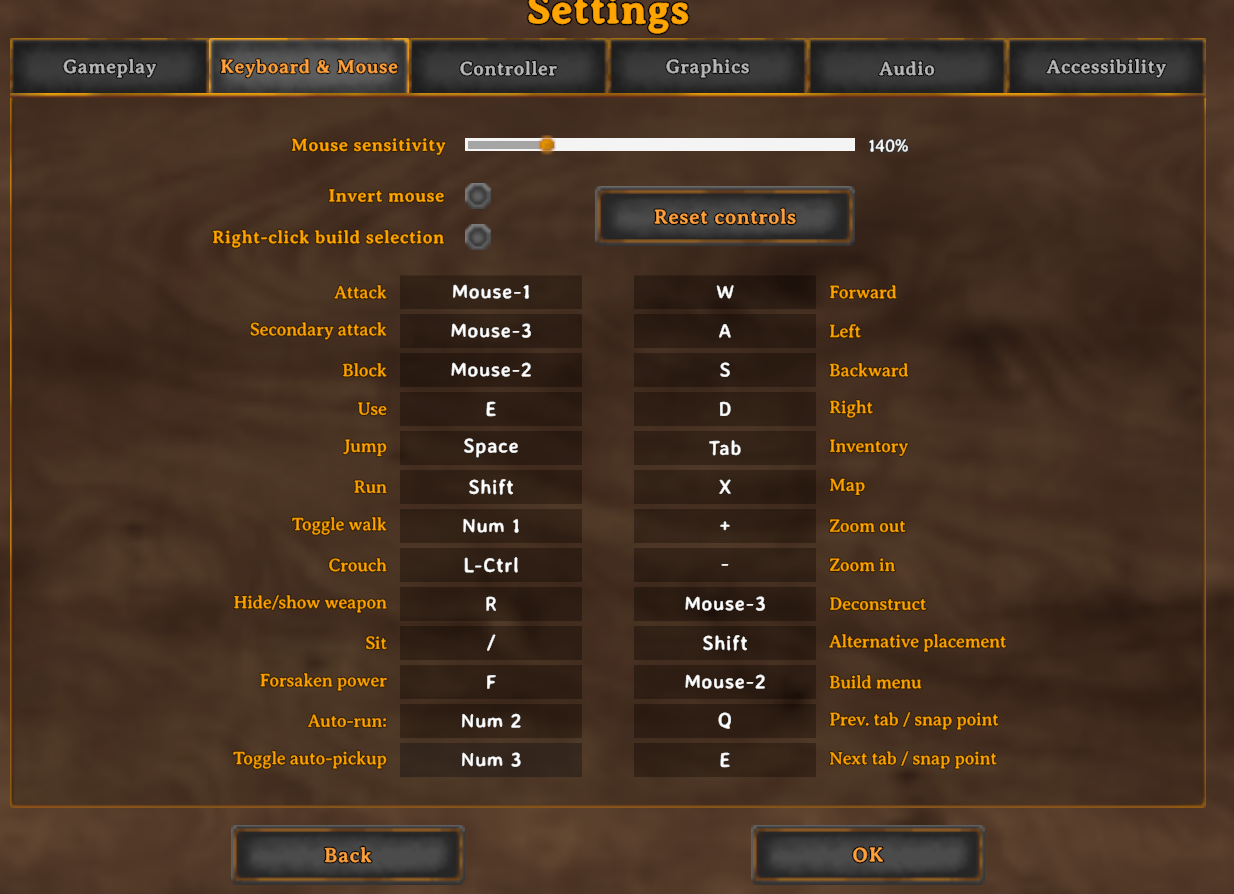 Settings
Gameplay Keyboard & Mouse Controller Graphics Audio Accessibility
Mouse sensitivity 140%
Invert mouse
Reset controls
Right-click build selection
Attack Mouse-1 W Forward
Secondary attack Mouse-3 A Left
Block Mouse-2 S Backward
Use E D Right
Jump Space Tab Inventory
Run Shift X Map
Toggle walk Num 1 + Zoom out
Crouch L-Ctrl - Zoom in
Hide/show weapon R Mouse-3 Deconstruct
Sit / Shift Alternative placement
Forsaken power F Mouse-2 Build menu
Auto-run: Num 2 Q Prev. tab / snap point
Toggle auto-pickup Num 3 E Next tab / snap point
Back OK